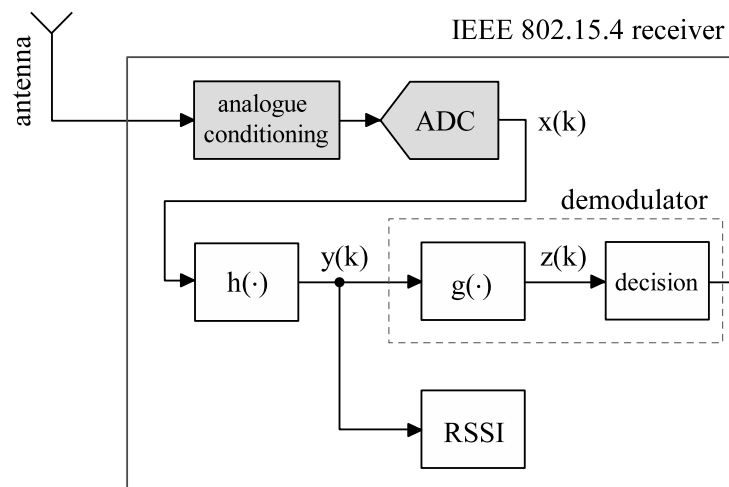 IEEE 802.15.4 receiver
antenna
analogue
conditioning
ADC
x(k)
demodulator
h(·)
y(k)
g(·)
z(k)
decision
RSSI